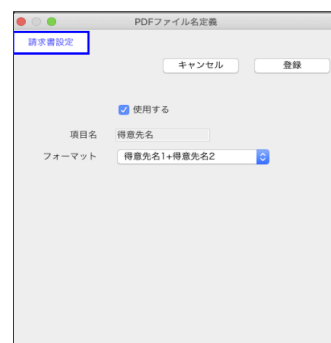 PDFファイル名定義
請求書設定
キャンセル 登録
使用する
項目名 得意先名
フォーマット 得意先名1+得意先名2